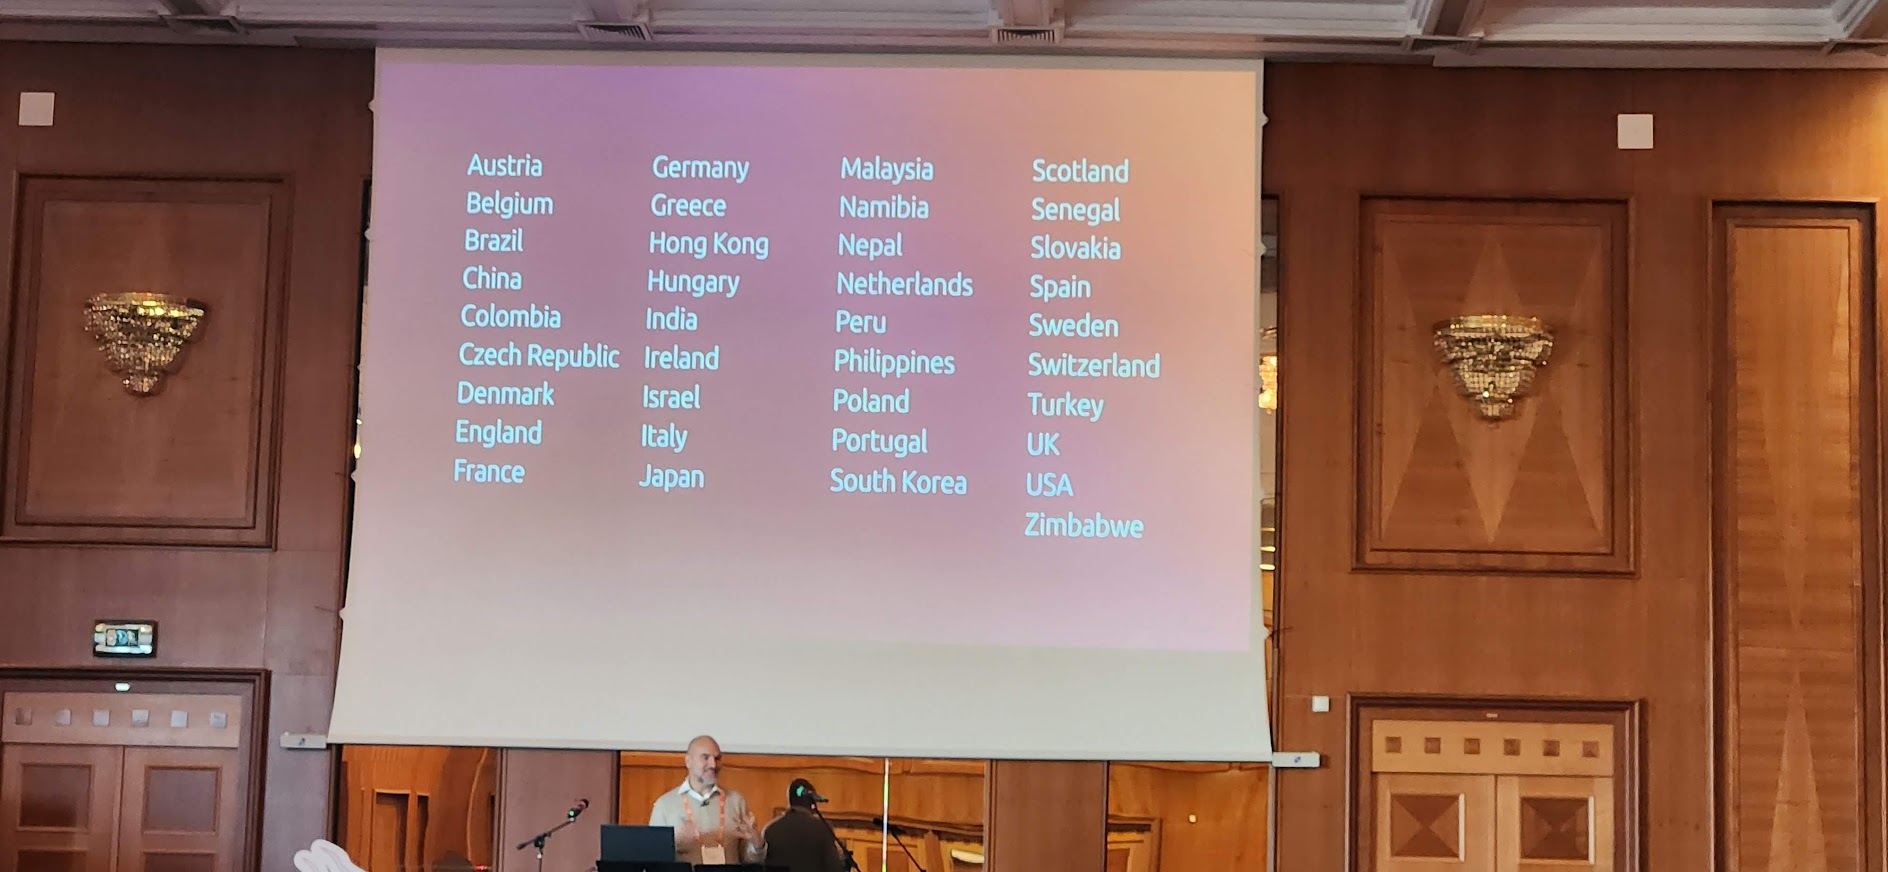 Austria
Belgium
Brazil
China
Colombia
Czech Republic
Denmark
England
France
Germany
Greece
Hong Kong
Hungary
India
Ireland
Israel
Italy
Japan
Malaysia
Namibia
Nepal
Netherlands
Peru
Philippines
Poland
Portugal
South Korea
Scotland
Senegal
Slovakia
Spain
Sweden
Switzerland
Turkey
UK
USA
Zimbabwe